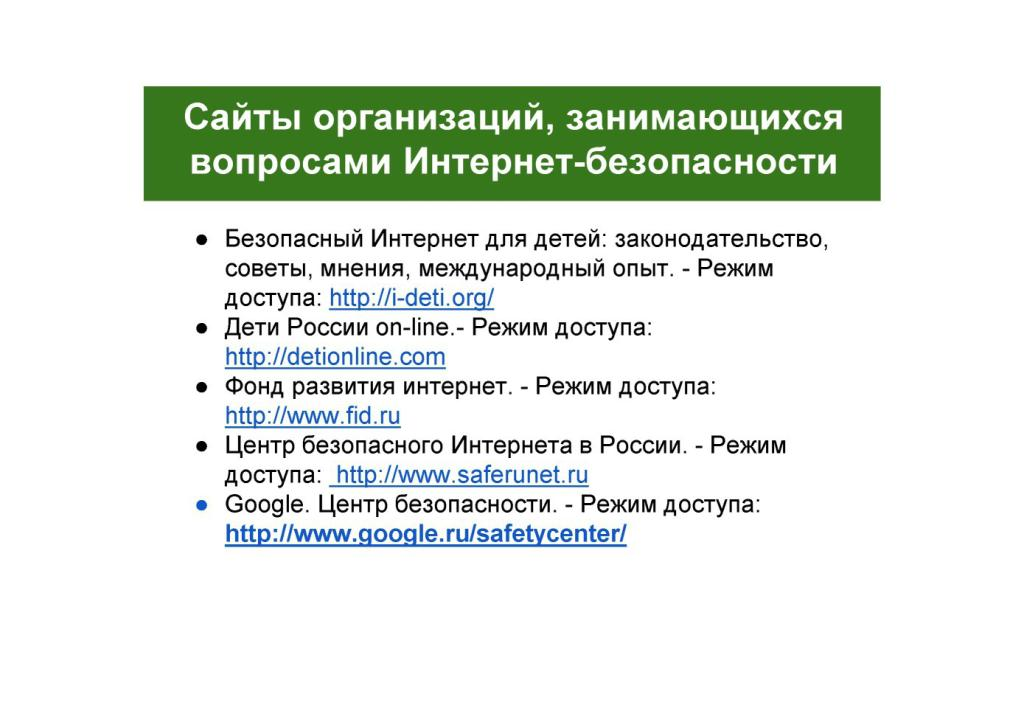 Сайты организаций, занимающихся
вопросами Интернет-безопасности
● Безопасный Интернет для детей: законодательство,
советы, мнения, международный опыт. - Режим
доступа: http://i-deti.org/
● Дети России on-line.- Режим доступа:
http://detionline.com
● Фонд развития интернет. - Режим доступа:
http://www.fid.ru
● Центр безопасного Интернета в России. - Режим
доступа:  http://www.saferunet.ru
● Google. Центр безопасности. - Режим доступа:
http://www.google.ru/safetycenter/